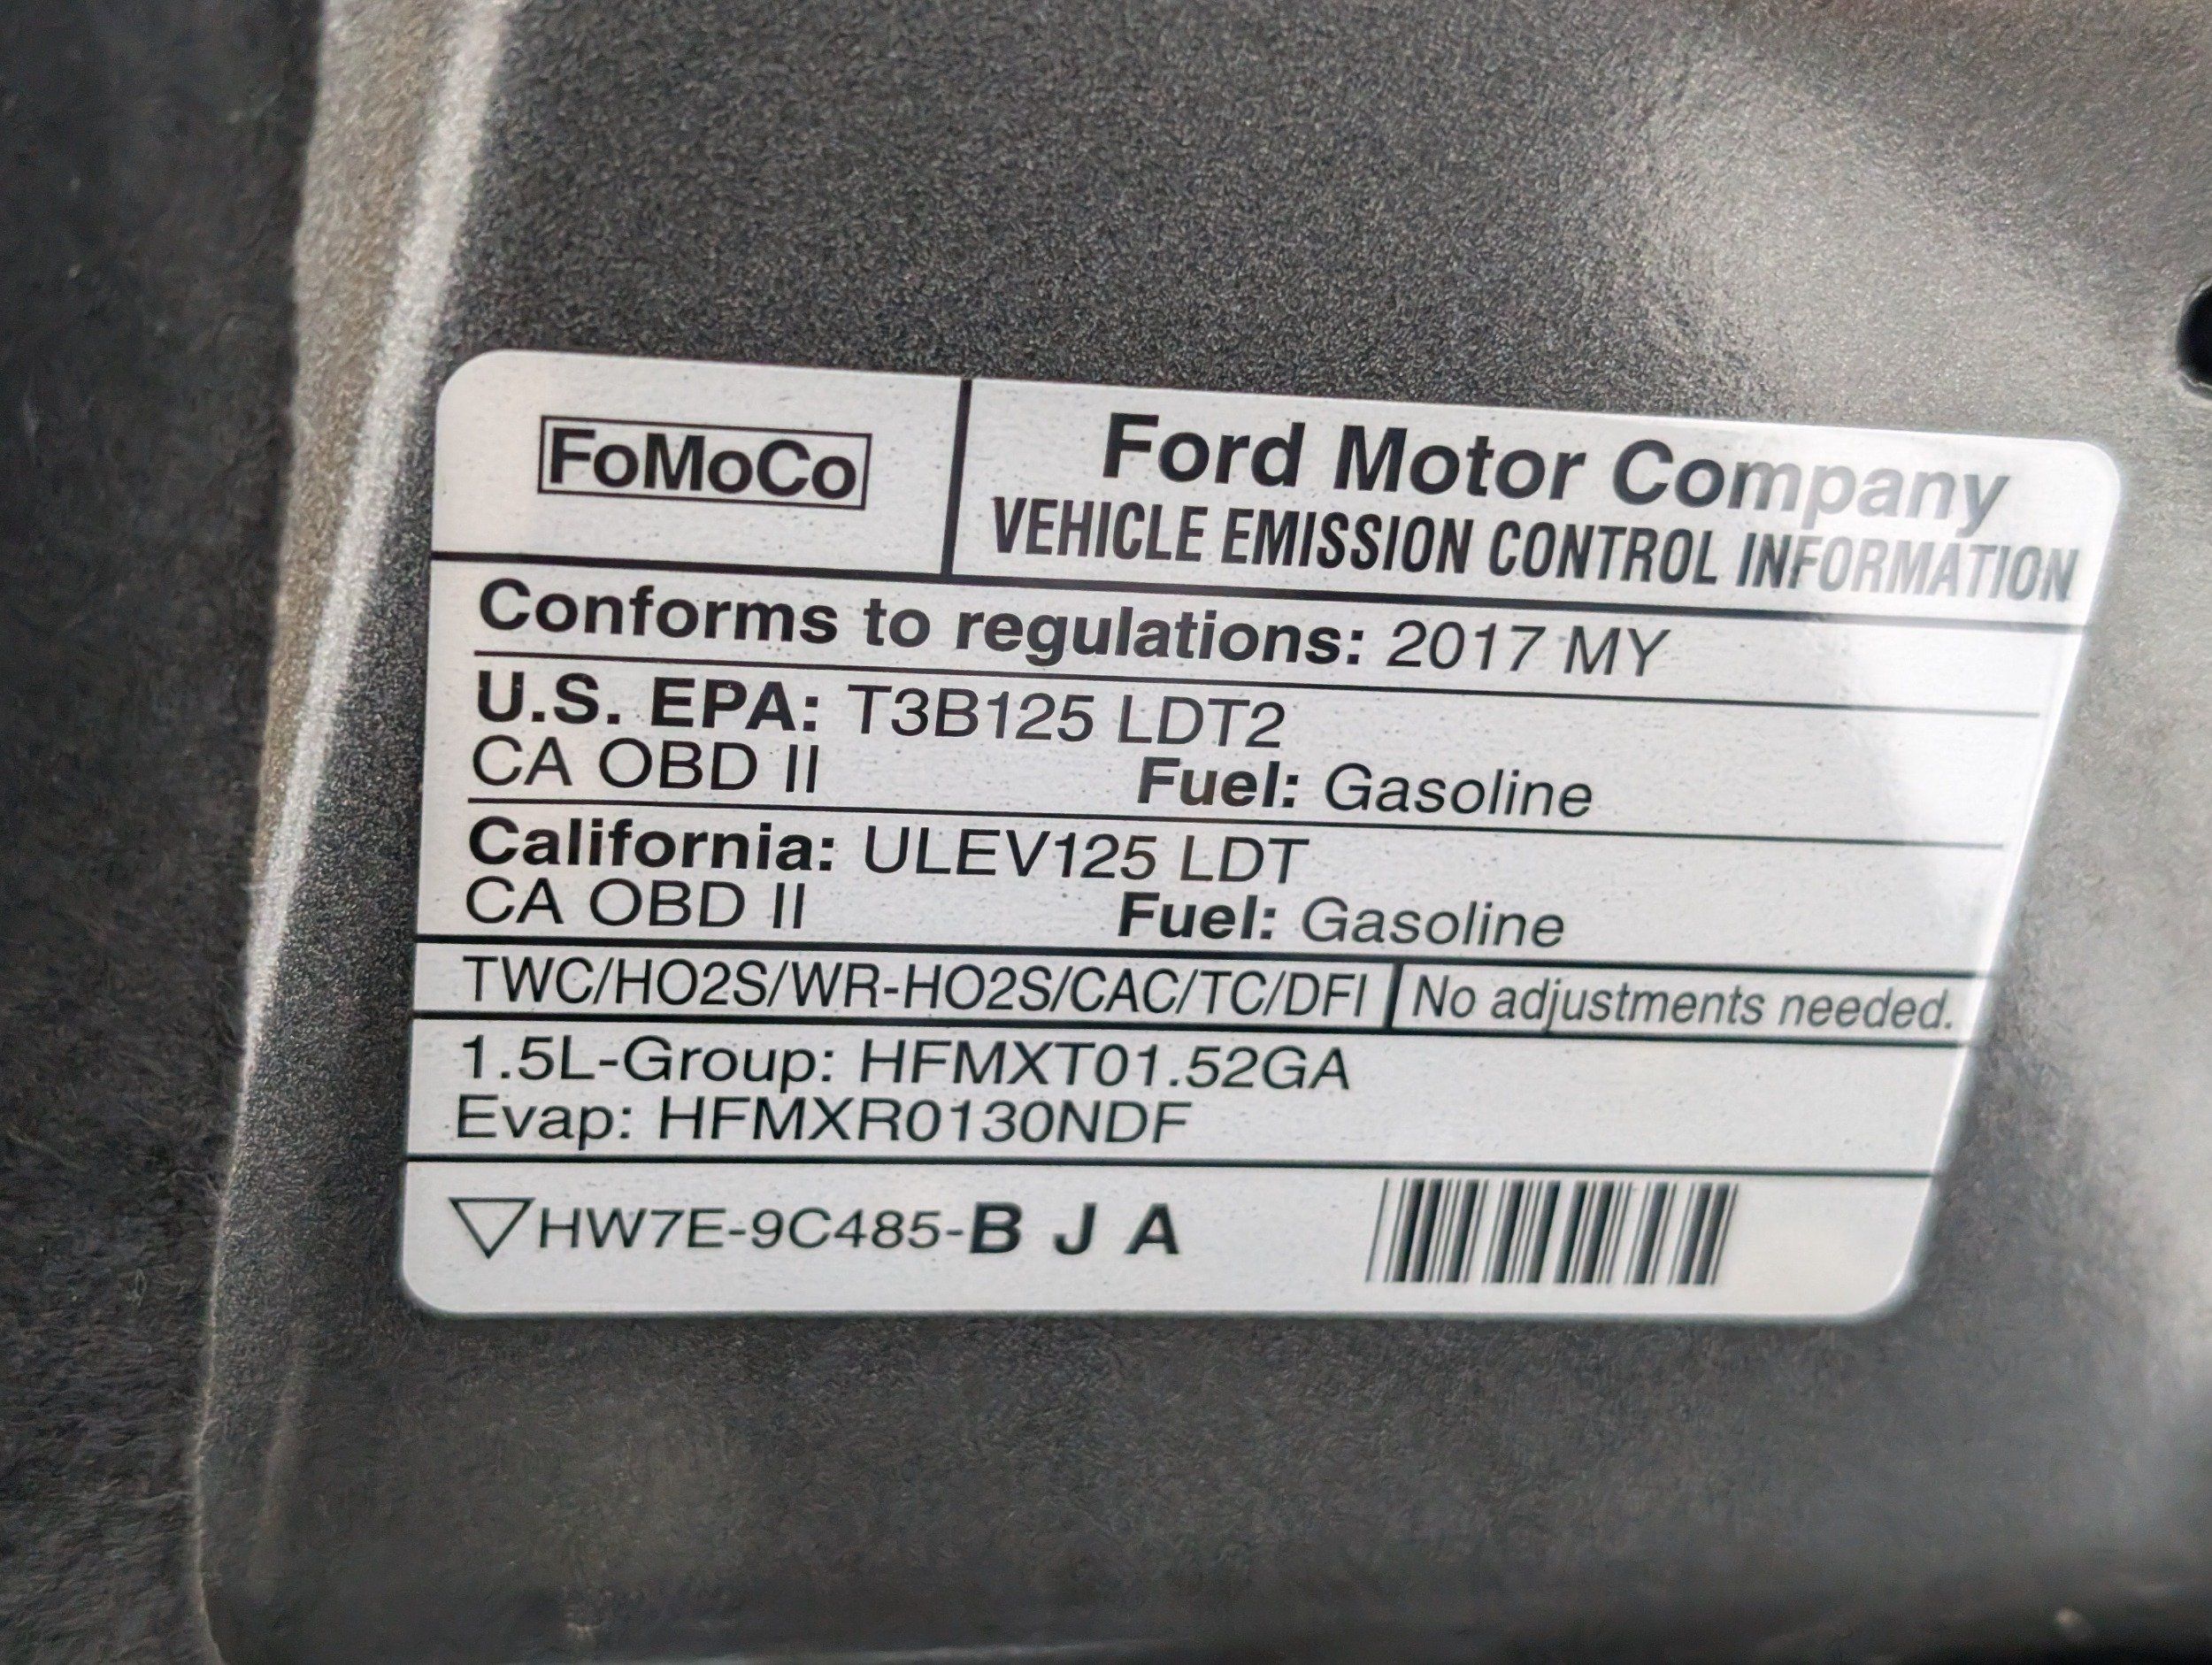 FoMoCo
Ford Motor Company
VEHICLE EMISSION CONTROL INFORMATION
Conforms to regulations: 2017 MY
U.S. EPA: T3B125 LDT2
CA OBD II Fuel: Gasoline
California: ULEV125 LDT
CA OBD II Fuel: Gasoline
TWC/HO2S/WR-HO2S/CAC/TC/DFI No adjustments needed.
1.5L-Group: HFMXT01.52GA
Evap: HFMXR0130NDF
HW7E-9C485-B J A